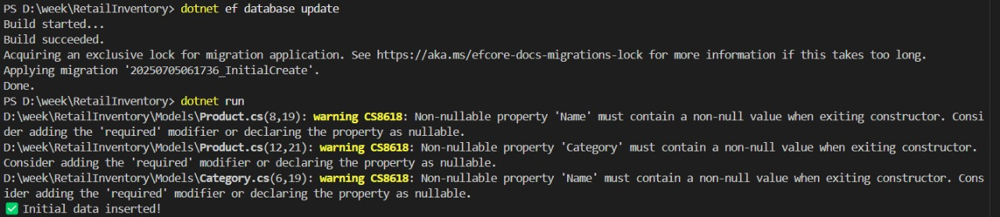 PS D:\week\RetailInventory> dotnet ef database update
Build started...
Build succeeded.
Acquiring an exclusive lock for migration application. See https://aka.ms/efcore-docs-migrations-lock for more information if this takes too long.
Applying migration '20250705061736_InitialCreate'.
Done.
PS D:\week\RetailInventory> dotnet run
D:\week\RetailInventory\Models\Product.cs(8,19): warning CS8618: Non-nullable property 'Name' must contain a non-null value when exiting constructor. Consi
der adding the 'required' modifier or declaring the property as nullable.
D:\week\RetailInventory\Models\Product.cs(12,21): warning CS8618: Non-nullable property 'Category' must contain a non-null value when exiting constructor.
Consider adding the 'required' modifier or declaring the property as nullable.
D:\week\RetailInventory\Models\Category.cs(6,19): warning CS8618: Non-nullable property 'Name' must contain a non-null value when exiting constructor. Cons
ider adding the 'required' modifier or declaring the property as nullable.
✅ Initial data inserted!